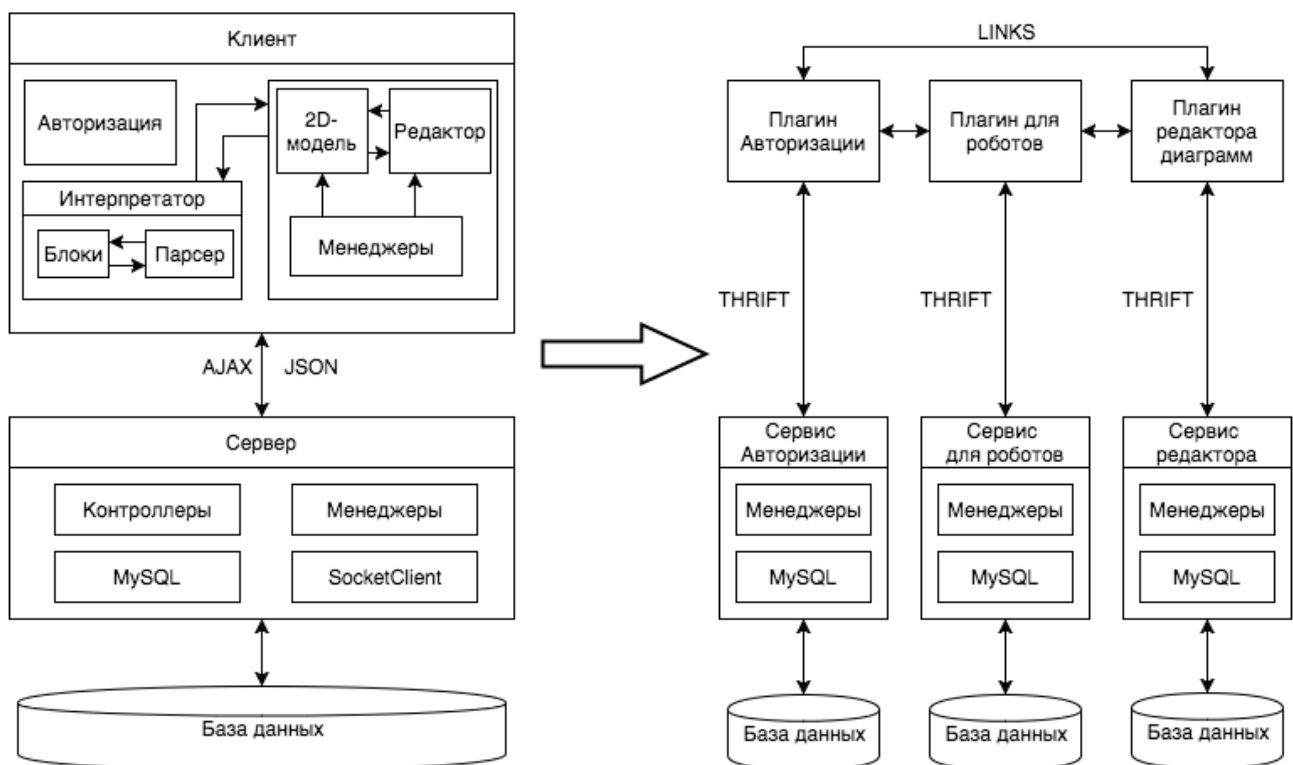 Клиент
Авторизация
2D-
модель
Редактор
Интерпретатор
Блоки
Парсер
Менеджеры
AJAX
JSON
Сервер
Контроллеры
Менеджеры
MySQL
SocketClient
База данных
LINKS
Плагин
Авторизации
Плагин для
роботов
Плагин
редактора
диаграмм
THRIFT
THRIFT
THRIFT
Сервис
Авторизации
Сервис
для роботов
Сервис
редактора
Менеджеры
Менеджеры
Менеджеры
MySQL
MySQL
MySQL
База данных
База данных
База данных